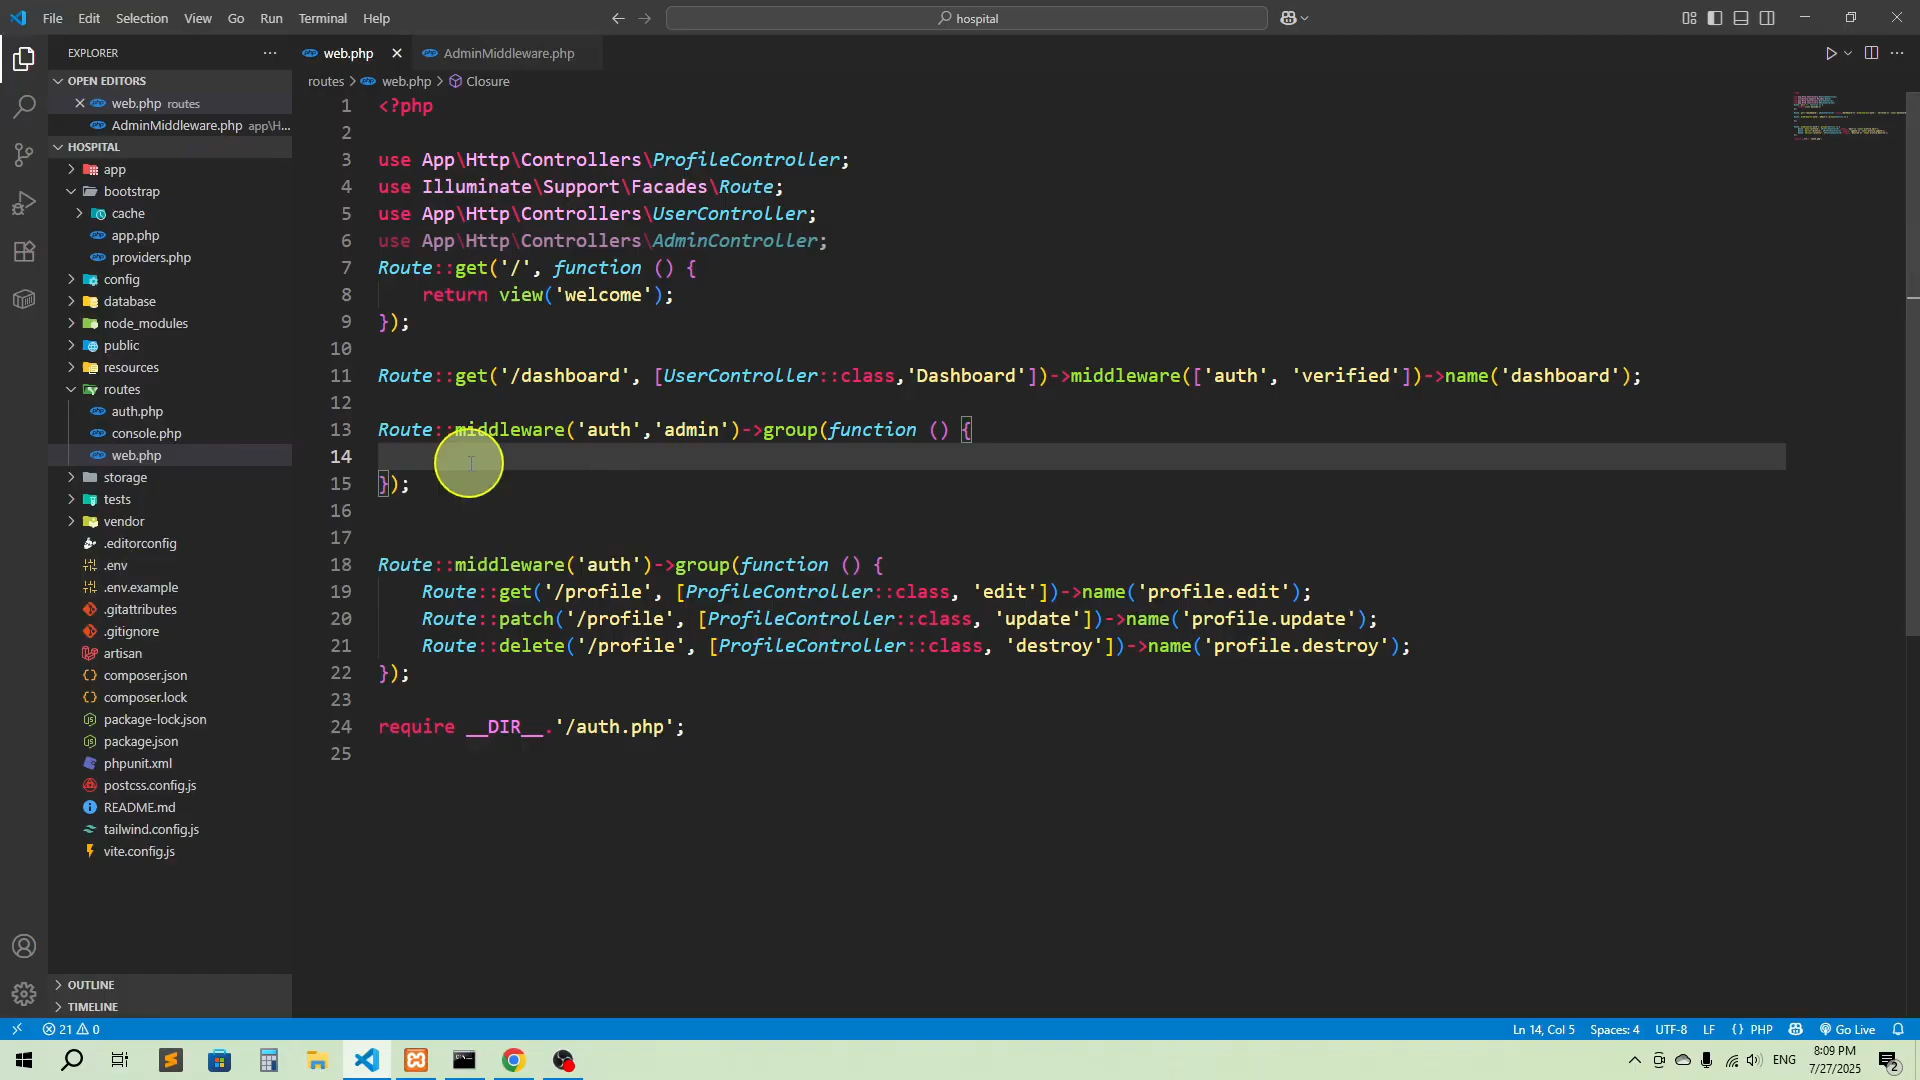 File Edit Selection View Go Run Terminal Help
hospital
EXPLORER
OPEN EDITORS
web.php routes
AdminMiddleware.php app\H...
HOSPITAL
app
bootstrap
cache
app.php
providers.php
config
database
node_modules
public
resources
routes
auth.php
console.php
web.php
storage
tests
vendor
.editorconfig
.env
.env.example
.gitattributes
.gitignore
artisan
composer.json
composer.lock
package-lock.json
package.json
phpunit.xml
postcss.config.js
README.md
tailwind.config.js
vite.config.js
OUTLINE
TIMELINE
web.php AdminMiddleware.php
routes > web.php > Closure
1 <?php
2
3 use App\Http\Controllers\ProfileController;
4 use Illuminate\Support\Facades\Route;
5 use App\Http\Controllers\UserController;
6 use App\Http\Controllers\AdminController;
7 Route::get('/', function () {
8 return view('welcome');
9 });
10
11 Route::get('/dashboard', [UserController::class,'Dashboard'])->middleware(['auth', 'verified'])->name('dashboard');
12
13 Route::middleware('auth','admin')->group(function () {
14
15 });
16
17
18 Route::middleware('auth')->group(function () {
19 Route::get('/profile', [ProfileController::class, 'edit'])->name('profile.edit');
20 Route::patch('/profile', [ProfileController::class, 'update'])->name('profile.update');
21 Route::delete('/profile', [ProfileController::class, 'destroy'])->name('profile.destroy');
22 });
23
24 require __DIR__.'/auth.php';
25
21 0 Ln 14, Col 5 Spaces: 4 UTF-8 LF {} PHP Go Live
ENG
8:09 PM
7/27/2025
2